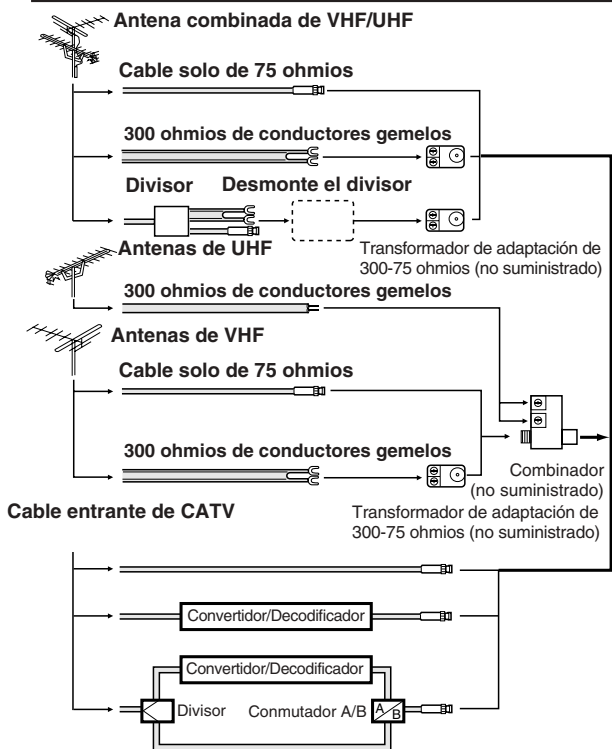 Antena combinada de VHF/UHF
Cable solo de 75 ohmios
300 ohmios de conductores gemelos
Divisor
Desmonte el divisor
Transformador de adaptación de
300-75 ohmios (no suministrado)
Antenas de UHF
300 ohmios de conductores gemelos
Antenas de VHF
Cable solo de 75 ohmios
300 ohmios de conductores gemelos
Combinador
(no suministrado)
Transformador de adaptación de
300-75 ohmios (no suministrado)
Cable entrante de CATV
Convertidor/Decodificador
Convertidor/Decodificador
Divisor
Conmutador A/B
A
B